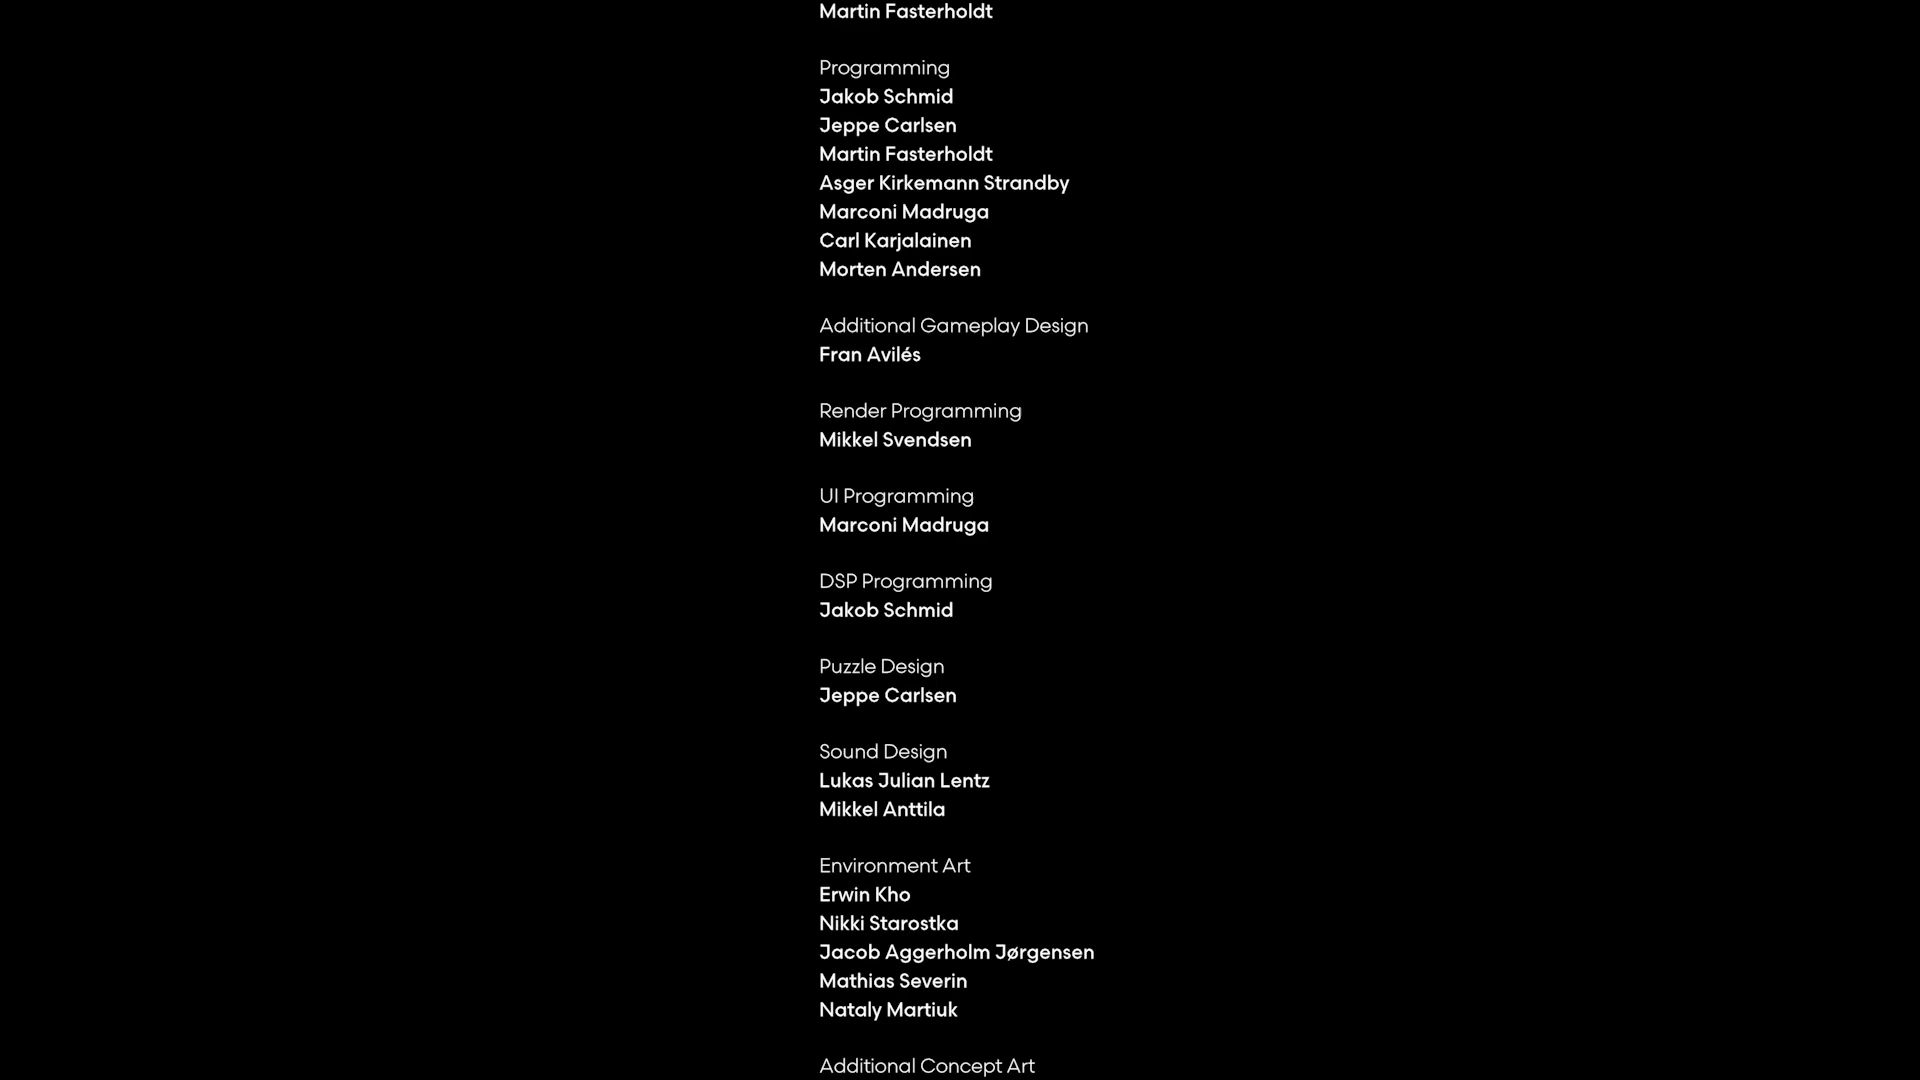 Martin Fasterholdt
Programming
Jakob Schmid
Jeppe Carlsen
Martin Fasterholdt
Asger Kirkemann Strandby
Marconi Madruga
Carl Karjalainen
Morten Andersen
Additional Gameplay Design
Fran Avilés
Render Programming
Mikkel Svendsen
UI Programming
Marconi Madruga
DSP Programming
Jakob Schmid
Puzzle Design
Jeppe Carlsen
Sound Design
Lukas Julian Lentz
Mikkel Anttila
Environment Art
Erwin Kho
Nikki Starostka
Jacob Aggerholm Jørgensen
Mathias Severin
Nataly Martiuk
Additional Concept Art